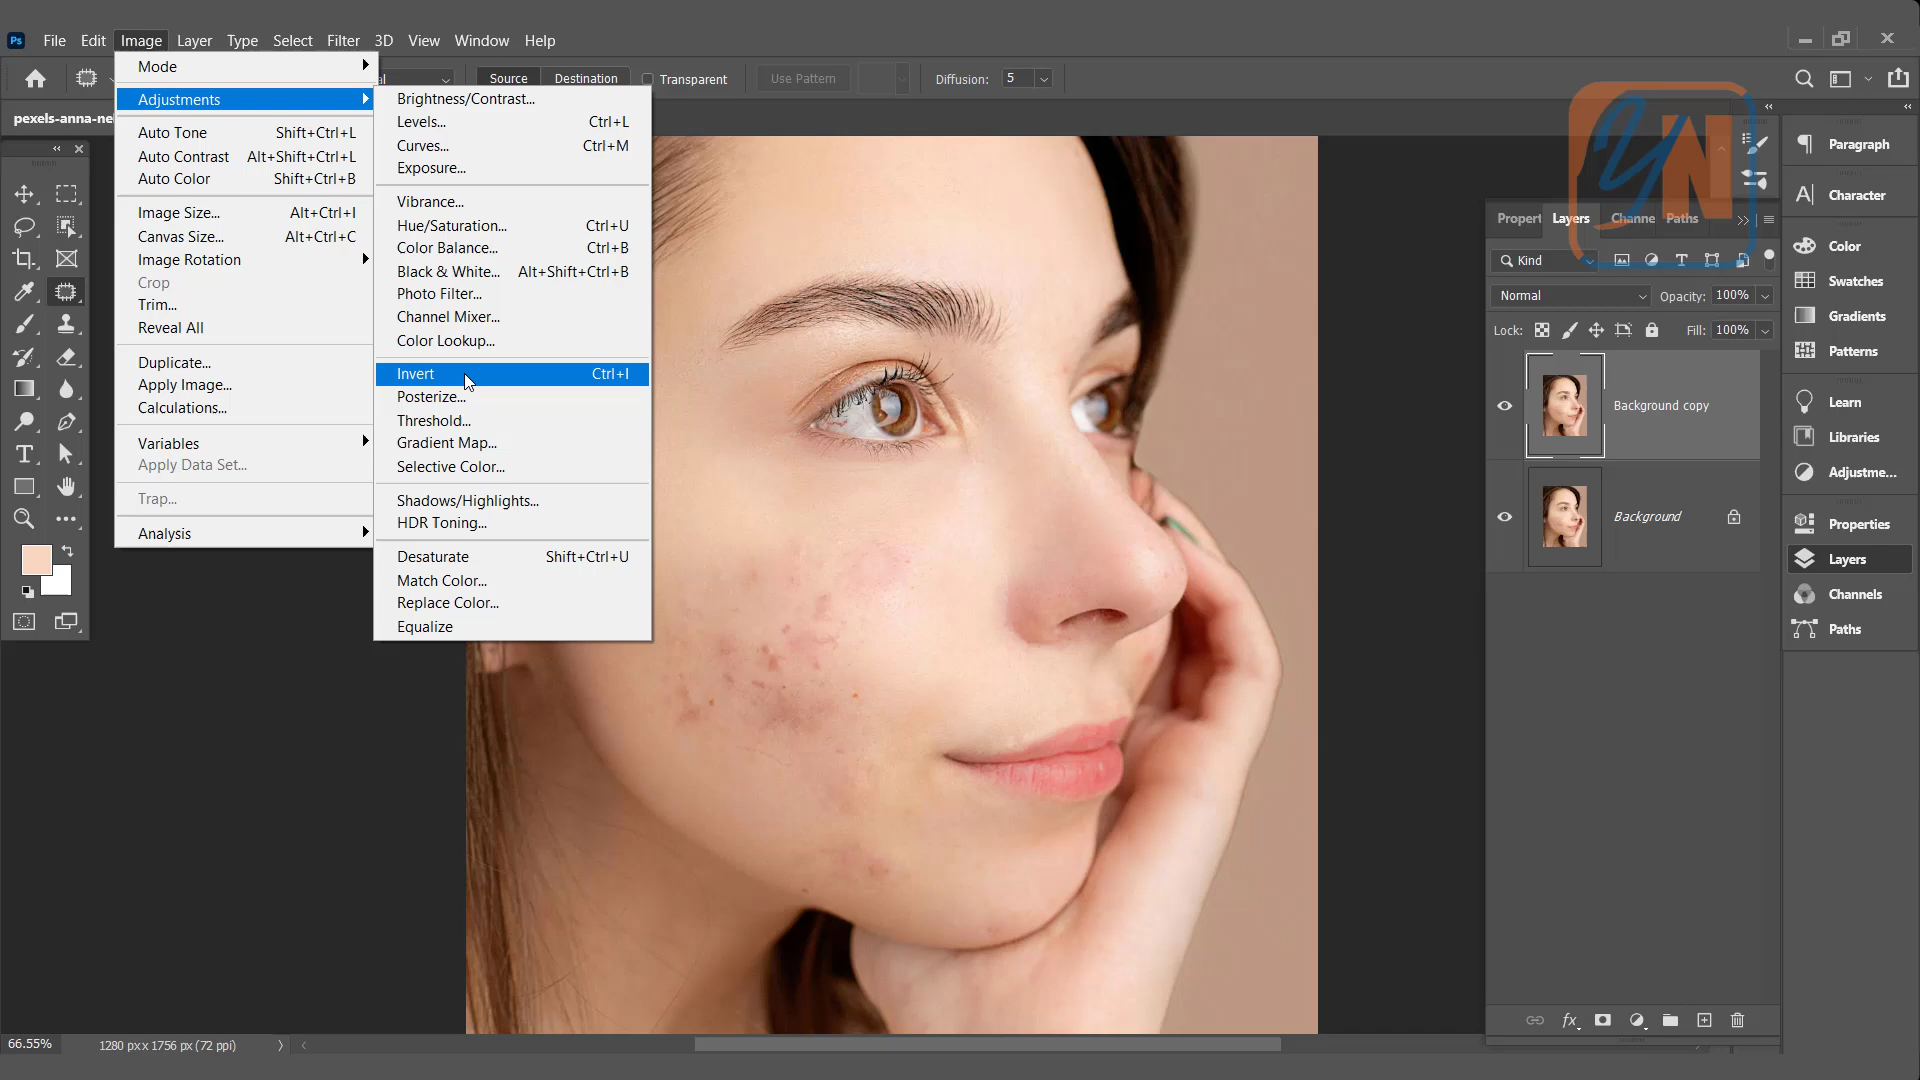 Ps File Edit Image Layer Type Select Filter 3D View Window Help
Source Destination Transparent Use Pattern Diffusion: 5
pexels-anna-ne
Mode
Adjustments
Auto Tone Shift+Ctrl+L
Auto Contrast Alt+Shift+Ctrl+L
Auto Color Shift+Ctrl+B
Image Size... Alt+Ctrl+I
Canvas Size... Alt+Ctrl+C
Image Rotation
Crop
Trim...
Reveal All
Duplicate...
Apply Image...
Calculations...
Variables
Apply Data Set...
Trap...
Analysis
Brightness/Contrast...
Levels... Ctrl+L
Curves... Ctrl+M
Exposure...
Vibrance...
Hue/Saturation... Ctrl+U
Color Balance... Ctrl+B
Black & White... Alt+Shift+Ctrl+B
Photo Filter...
Channel Mixer...
Color Lookup...
Invert Ctrl+I
Posterize...
Threshold...
Gradient Map...
Selective Color...
Shadows/Highlights...
HDR Toning...
Desaturate Shift+Ctrl+U
Match Color...
Replace Color...
Equalize
YN
Propert Layers Channe Paths
Kind
Normal Opacity: 100%
Lock: Fill: 100%
Background copy
Background
fx
Paragraph
Character
Color
Swatches
Gradients
Patterns
Learn
Libraries
Adjustme...
Properties
Layers
Channels
Paths
66.55% 1280 px x 1756 px (72 ppi)